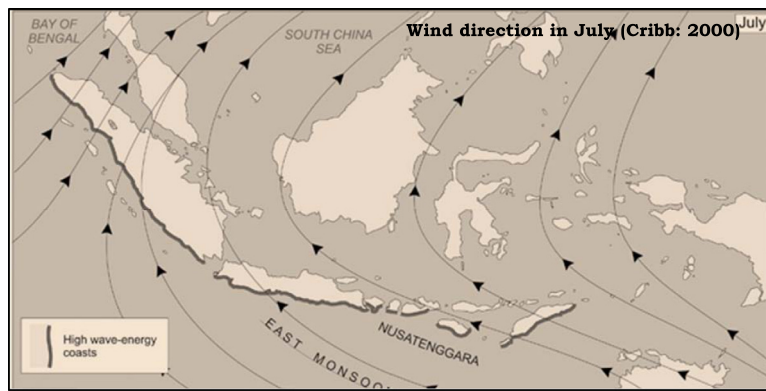 BAY OF
BENGAL
SOUTH CHINA
SEA
Wind direction in July (Cribb: 2000)
July
High wave-energy
coasts
NUSATENGGARA
EAST MONSOON